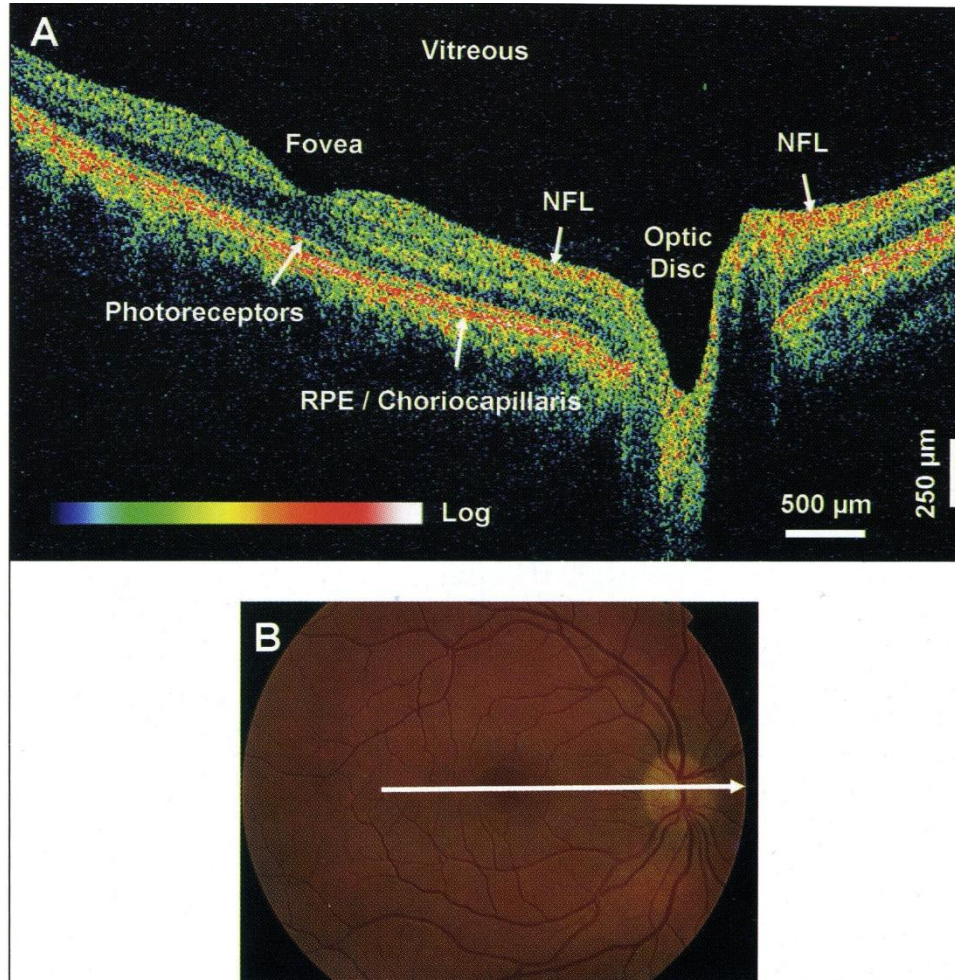 A
Vitreous
Fovea
NFL
NFL
Optic
Disc
Photoreceptors
RPE / Choriocapillaris
Log
500 µm
250 µm
B